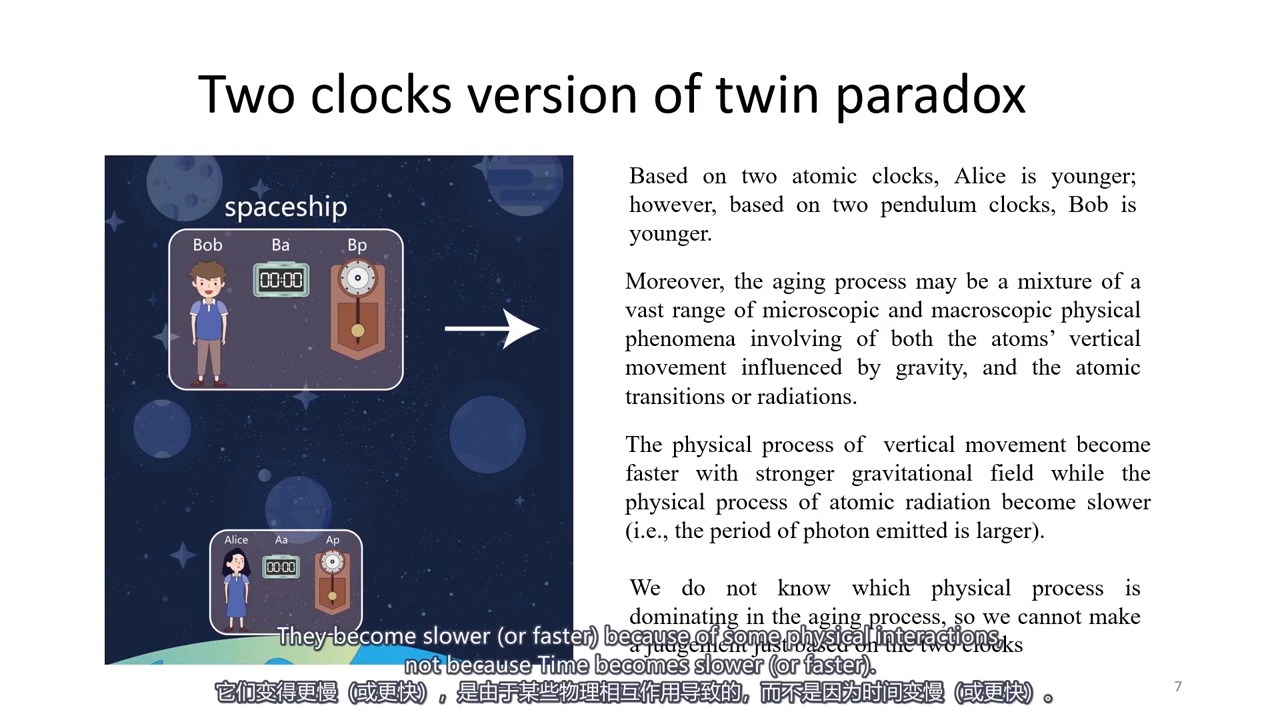 Two clocks version of twin paradox
spaceship
Bob Ba Bp
00:00
Alice Aa Ap
00:00
Based on two atomic clocks, Alice is younger;
however, based on two pendulum clocks, Bob is
younger.
Moreover, the aging process may be a mixture of a
vast range of microscopic and macroscopic physical
phenomena involving of both the atoms’ vertical
movement influenced by gravity, and the atomic
transitions or radiations.
The physical process of vertical movement become
faster with stronger gravitational field while the
physical process of atomic radiation become slower
(i.e., the period of photon emitted is larger).
We do not know which physical process is
dominating in the aging process, so we cannot make
a judgement just based on the two clocks
They become slower (or faster) because of some physical interactions,
not because Time becomes slower (or faster).
它们变得更慢（或更快），是由于某些物理相互作用导致的，而不是因为时间变慢（或更快）。
7